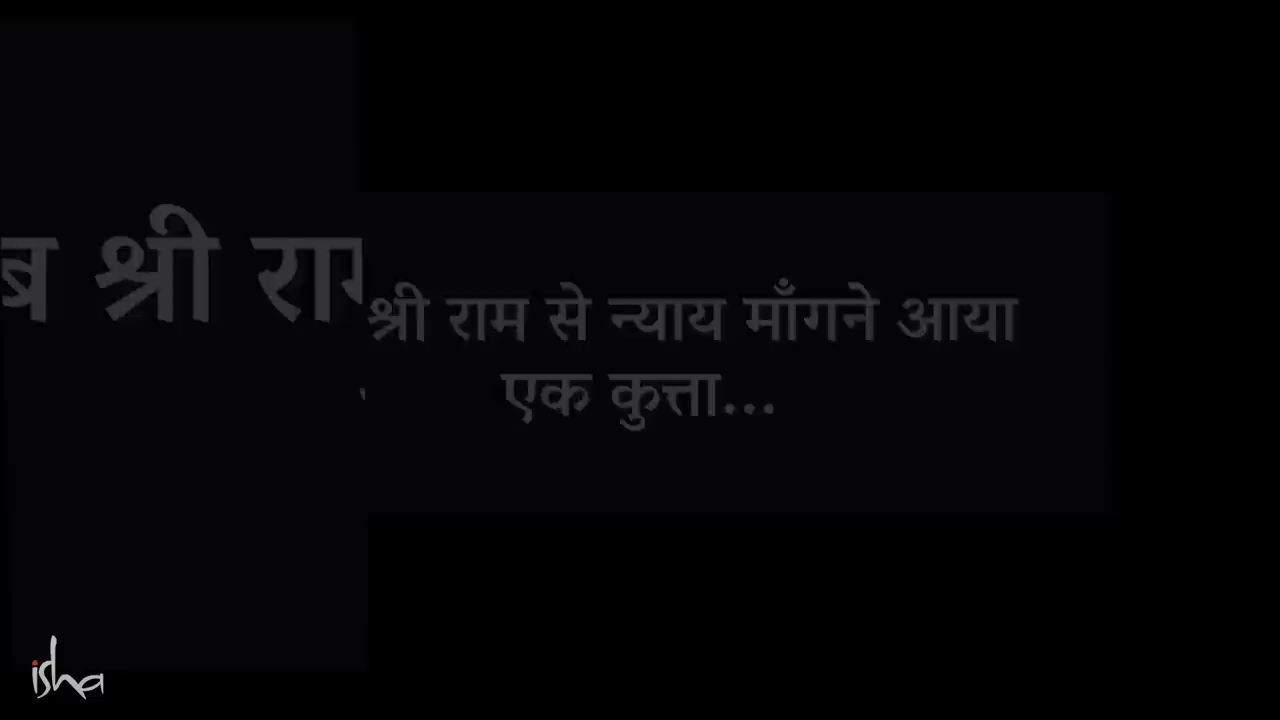 श्री राम
श्री राम से न्याय माँगने आया
एक कुत्ता...
isha